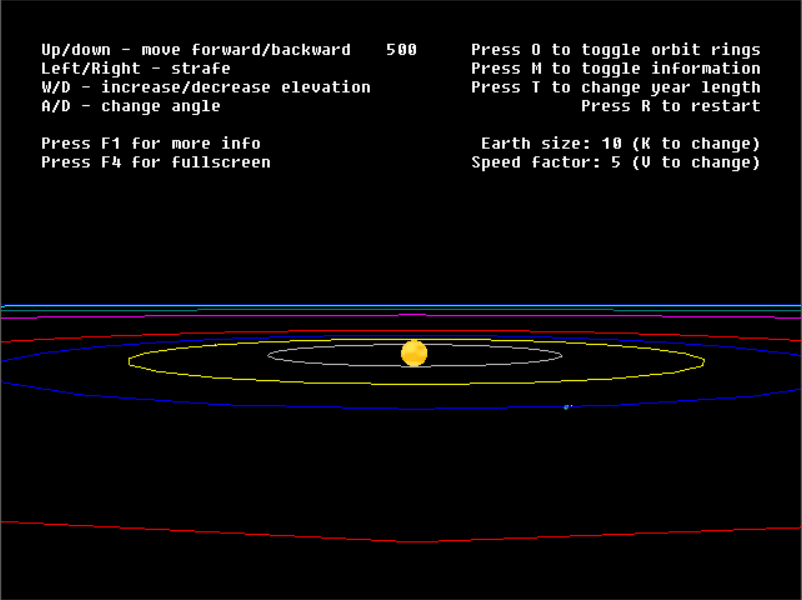 Up/down - move forward/backward 500
Left/Right - strafe
W/D - increase/decrease elevation
A/D - change angle
Press F1 for more info
Press F4 for fullscreen
Press O to toggle orbit rings
Press M to toggle information
Press T to change year length
Press R to restart
Earth size: 10 (K to change)
Speed factor: 5 (V to change)